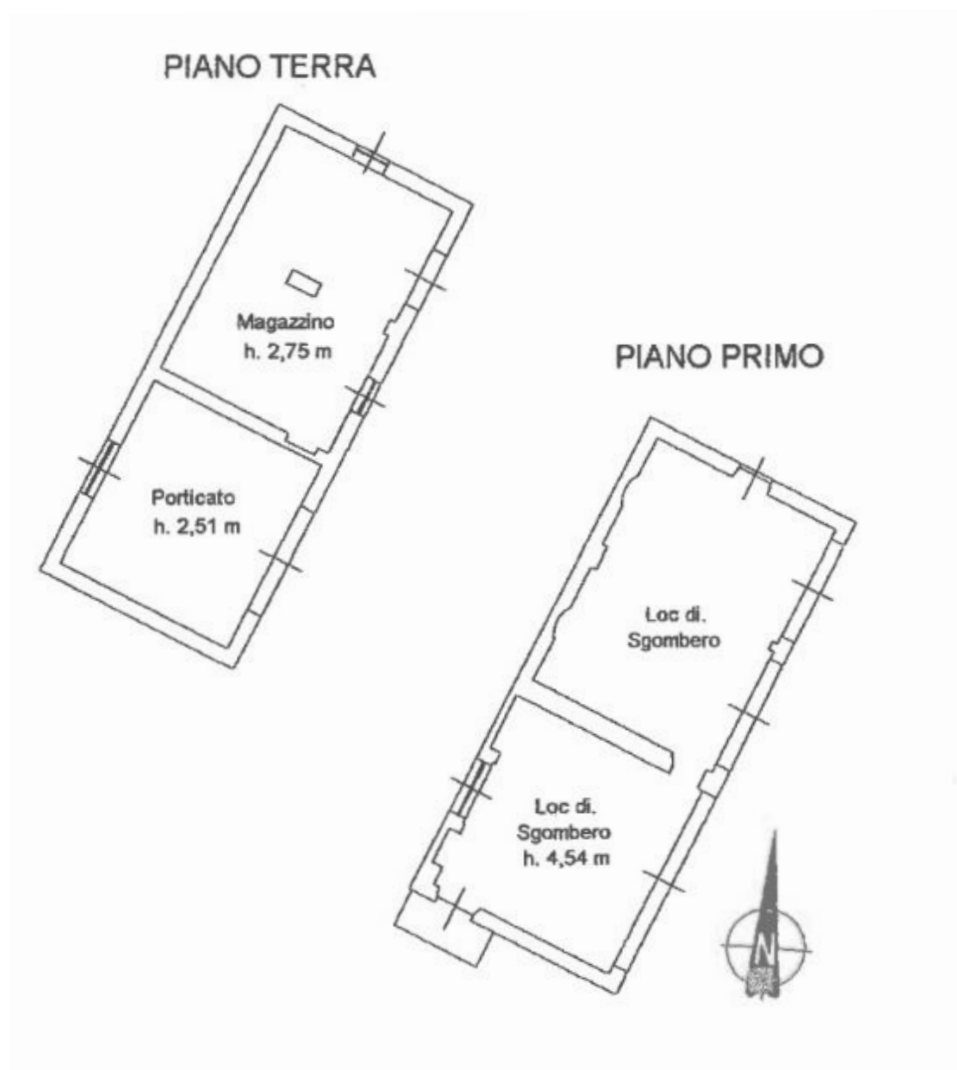 PIANO TERRA
Magazzino
h. 2,75 m
Porticato
h. 2,51 m
PIANO PRIMO
Loc di.
Sgombero
Loc di.
Sgombero
h. 4,54 m
N